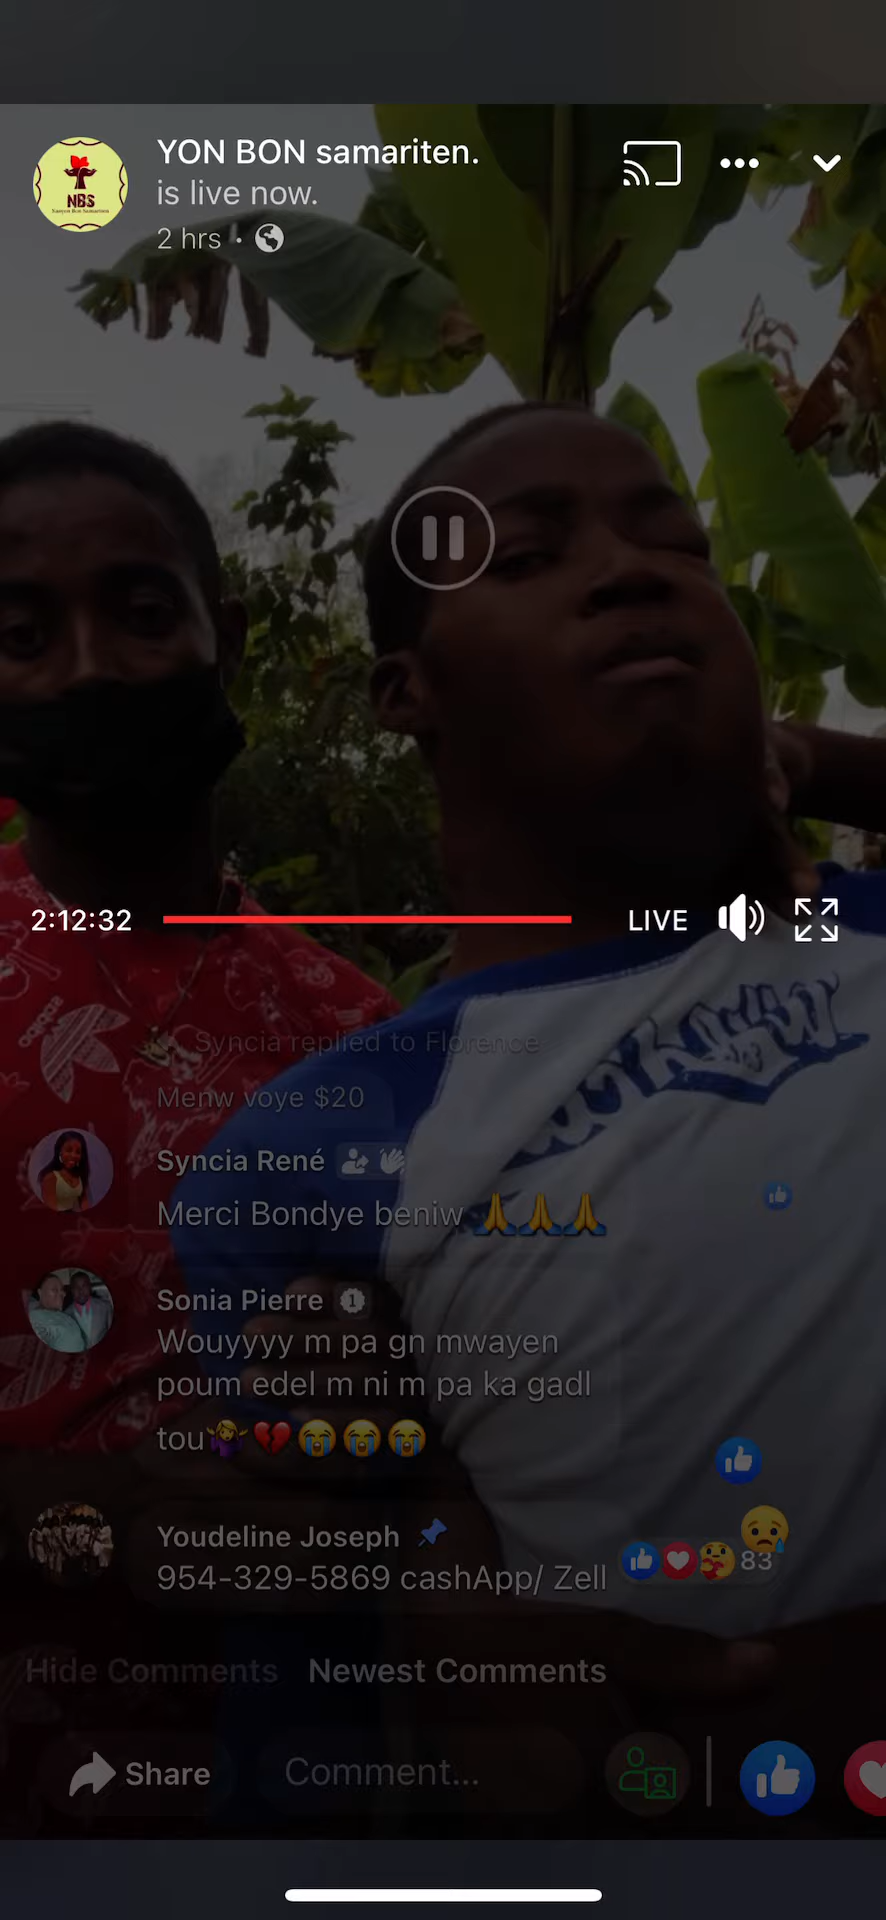 YON BON samariten.
is live now.
2 hrs ·
NBS
2:12:32
LIVE
Syncia replied to Florence
Menw voye $20
Syncia René
Merci Bondye beniw 🙏🙏🙏
Sonia Pierre
Wouyyyy m pa gn mwayen
poum edel m ni m pa ka gadl
tou🤷‍♀️💔😭😭😭
Youdeline Joseph 📌
954-329-5869 cashApp/ Zell
83
Hide Comments Newest Comments
Share
Comment...